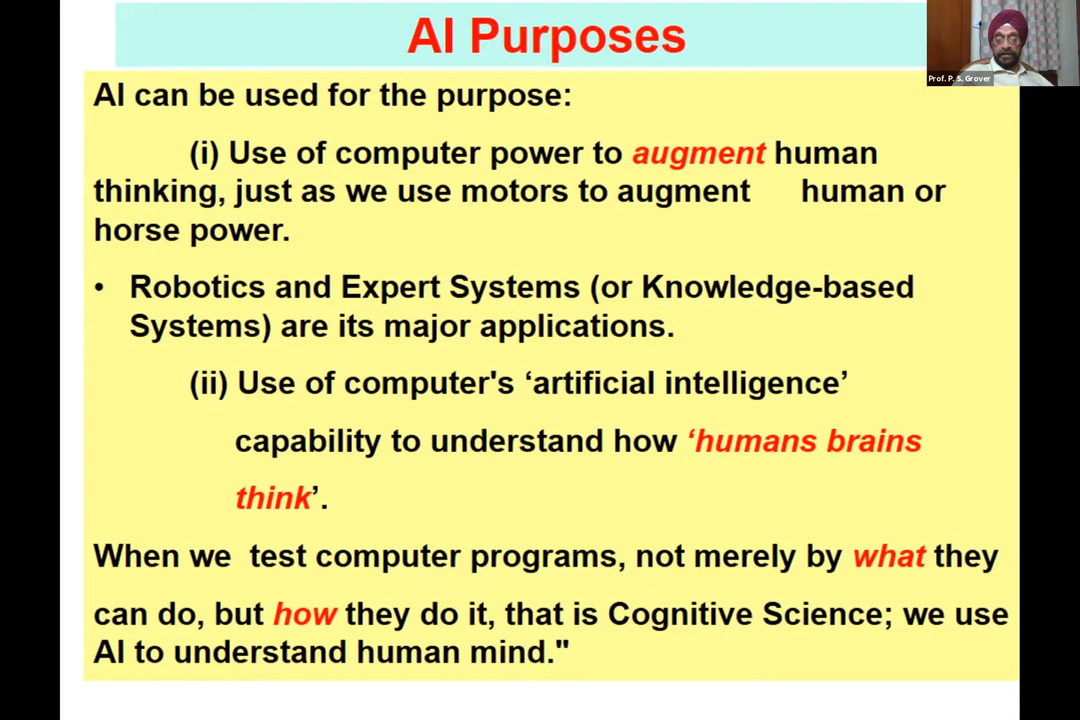 AI Purposes
Prof. P. S. Grover
AI can be used for the purpose:
(i) Use of computer power to augment human
thinking, just as we use motors to augment human or
horse power.
• Robotics and Expert Systems (or Knowledge-based
Systems) are its major applications.
(ii) Use of computer's ‘artificial intelligence’
capability to understand how ‘humans brains
think’.
When we test computer programs, not merely by what they
can do, but how they do it, that is Cognitive Science; we use
AI to understand human mind."